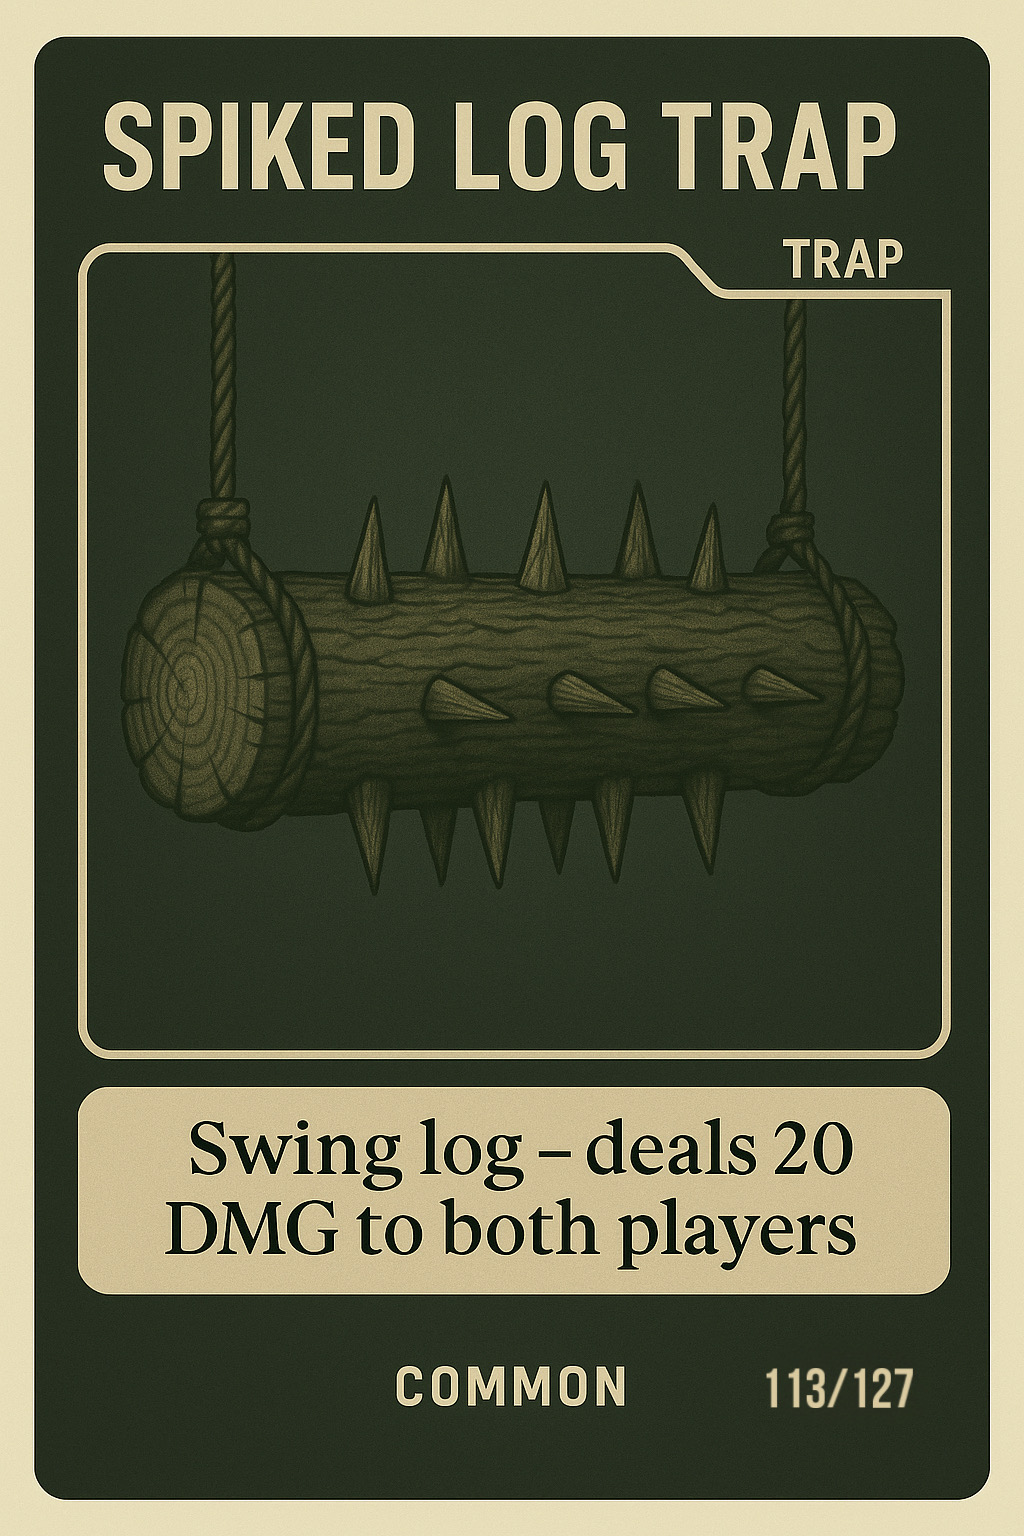 SPIKED LOG TRAP
TRAP
Swing log – deals 20
DMG to both players
COMMON
113/127